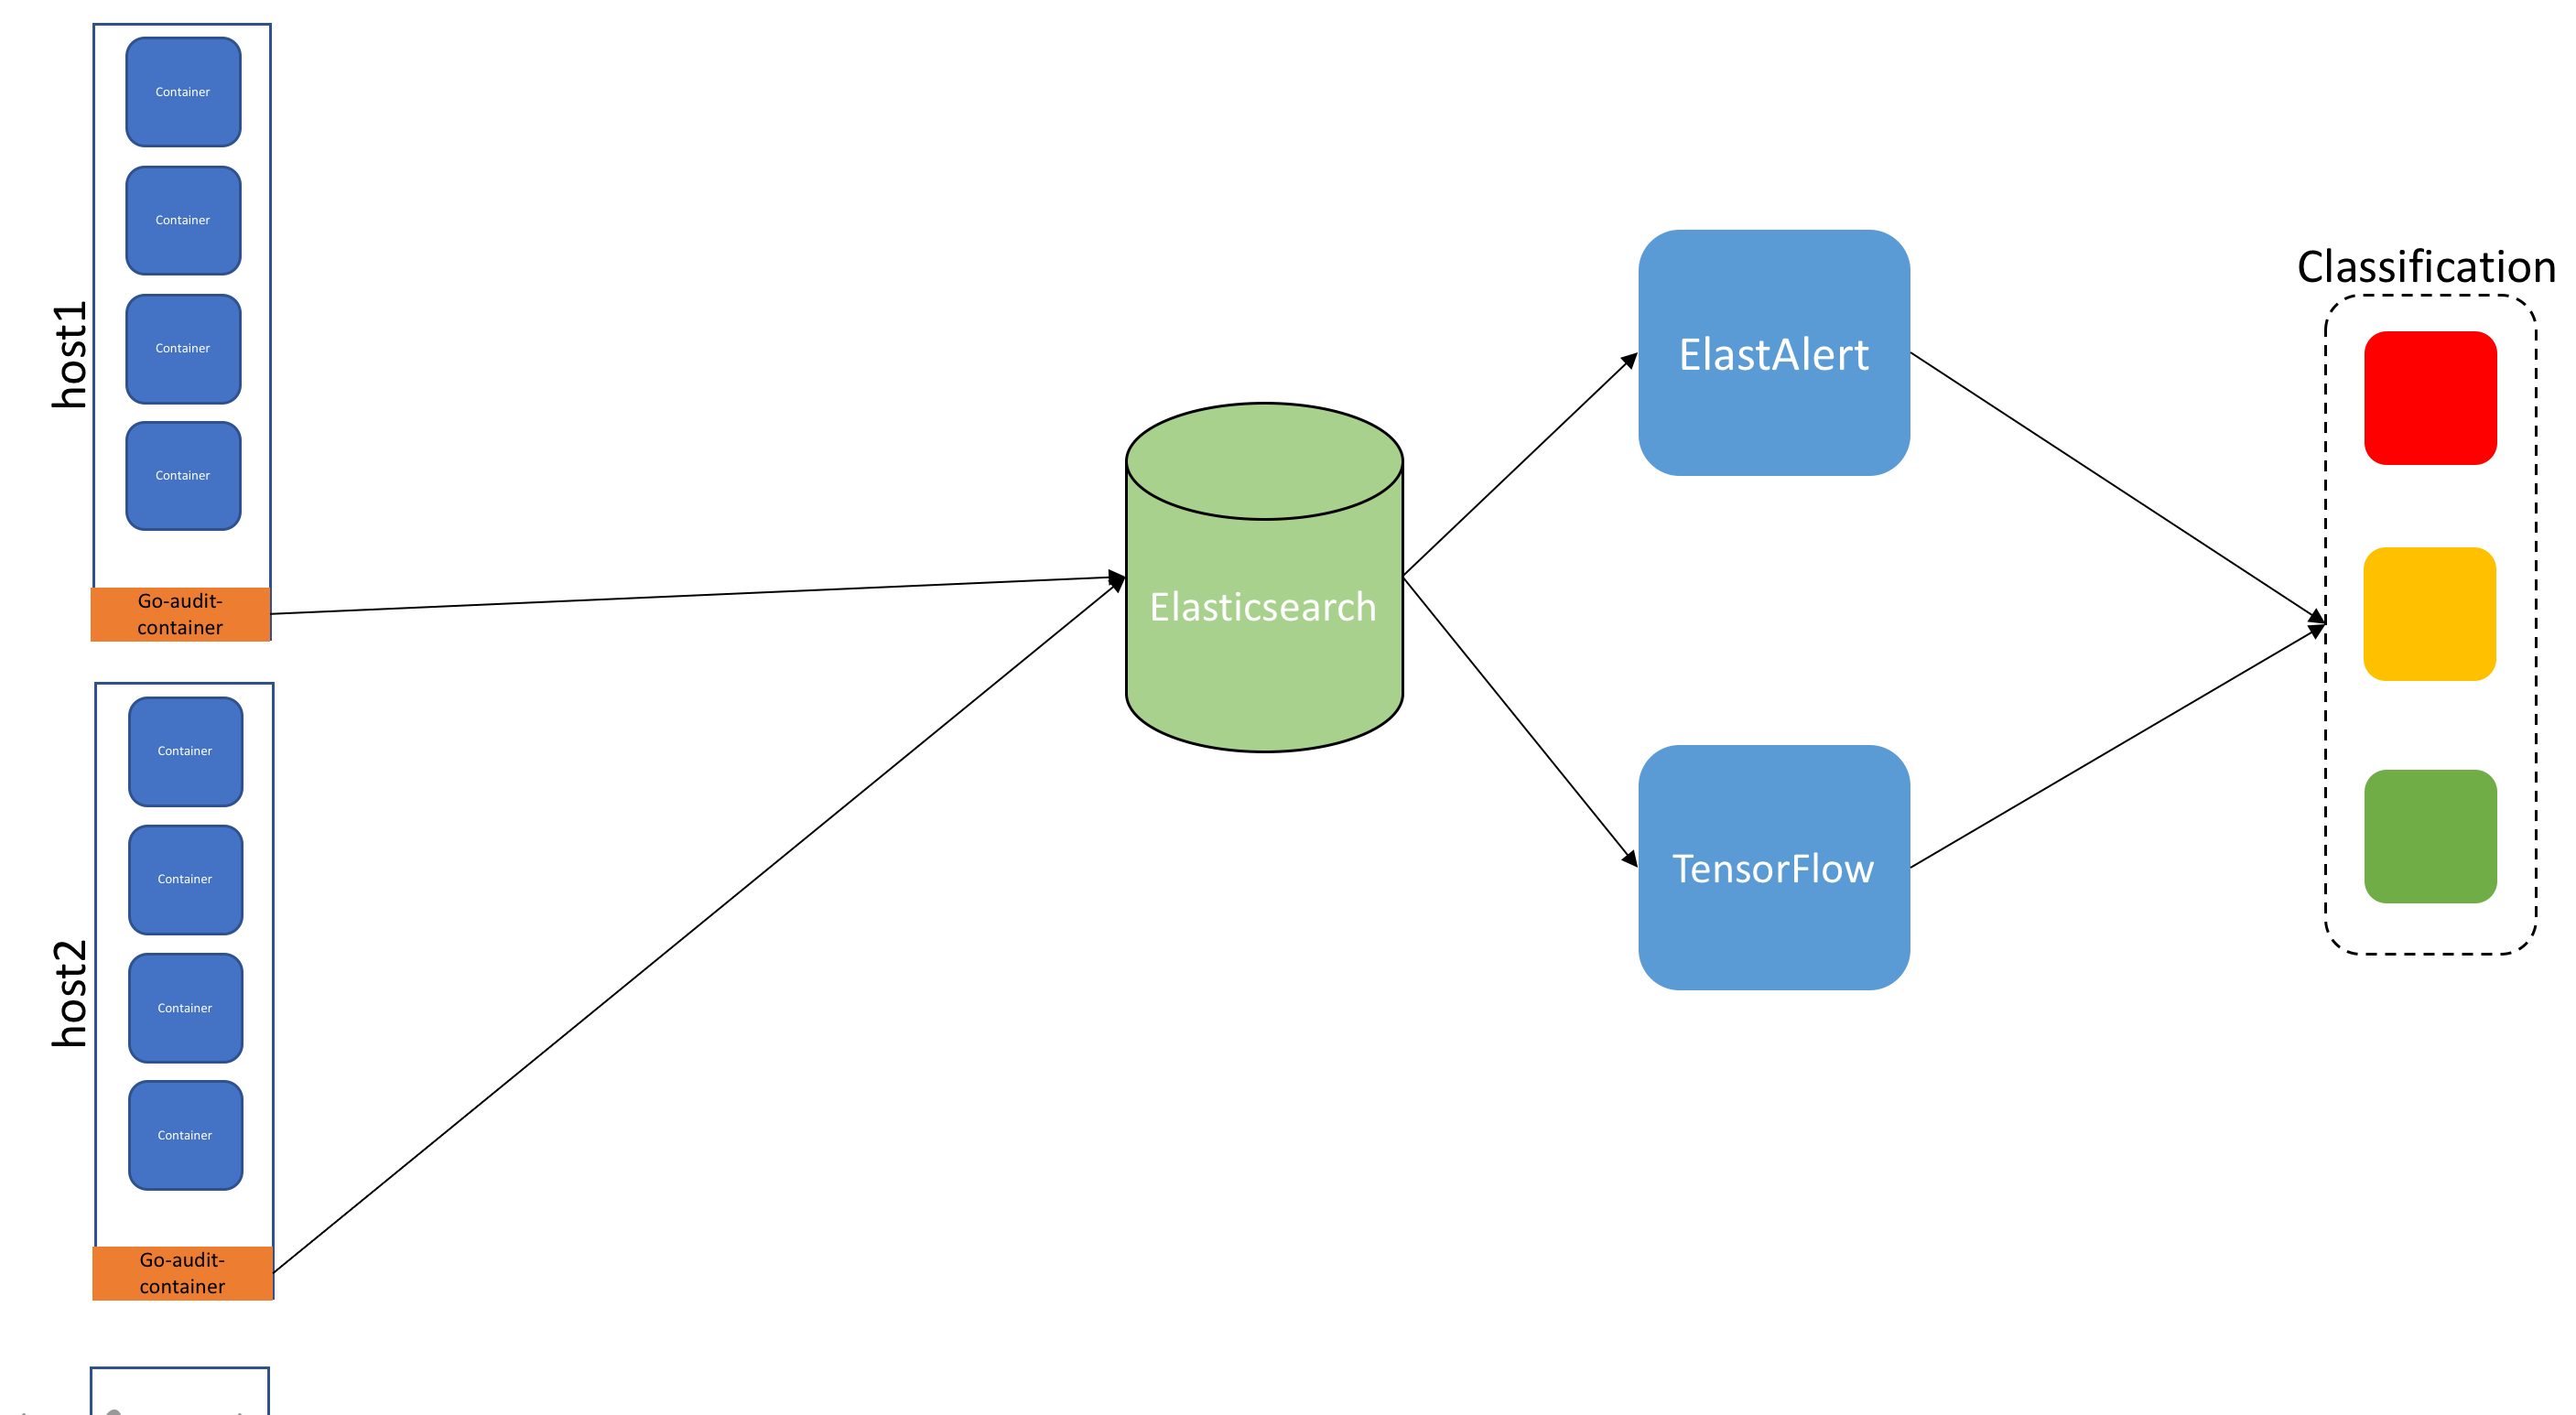 host1
Container
Container
Container
Container
Go-audit-
container
host2
Container
Container
Container
Container
Go-audit-
container
Elasticsearch
ElastAlert
TensorFlow
Classification